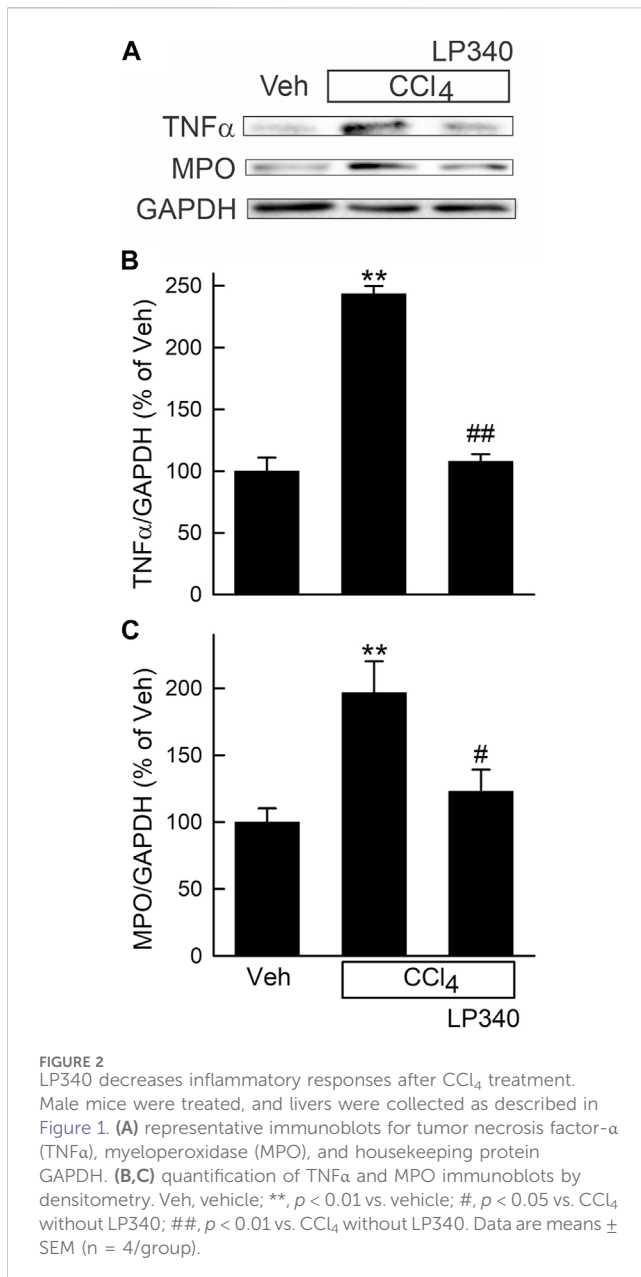 A
LP340
Veh CCl₄
TNFα
MPO
GAPDH
B
TNFα/GAPDH (% of Veh)
250
200
150
100
50
0
**
##
C
MPO/GAPDH (% of Veh)
200
150
100
50
0
**
#
Veh CCl₄
LP340
FIGURE 2
LP340 decreases inflammatory responses after CCl₄ treatment.
Male mice were treated, and livers were collected as described in
Figure 1. (A) representative immunoblots for tumor necrosis factor-α
(TNFα), myeloperoxidase (MPO), and housekeeping protein
GAPDH. (B,C) quantification of TNFα and MPO immunoblots by
densitometry. Veh, vehicle; **, p < 0.01 vs. vehicle; #, p < 0.05 vs. CCl₄
without LP340; ##, p < 0.01 vs. CCl₄ without LP340. Data are means ±
SEM (n = 4/group).